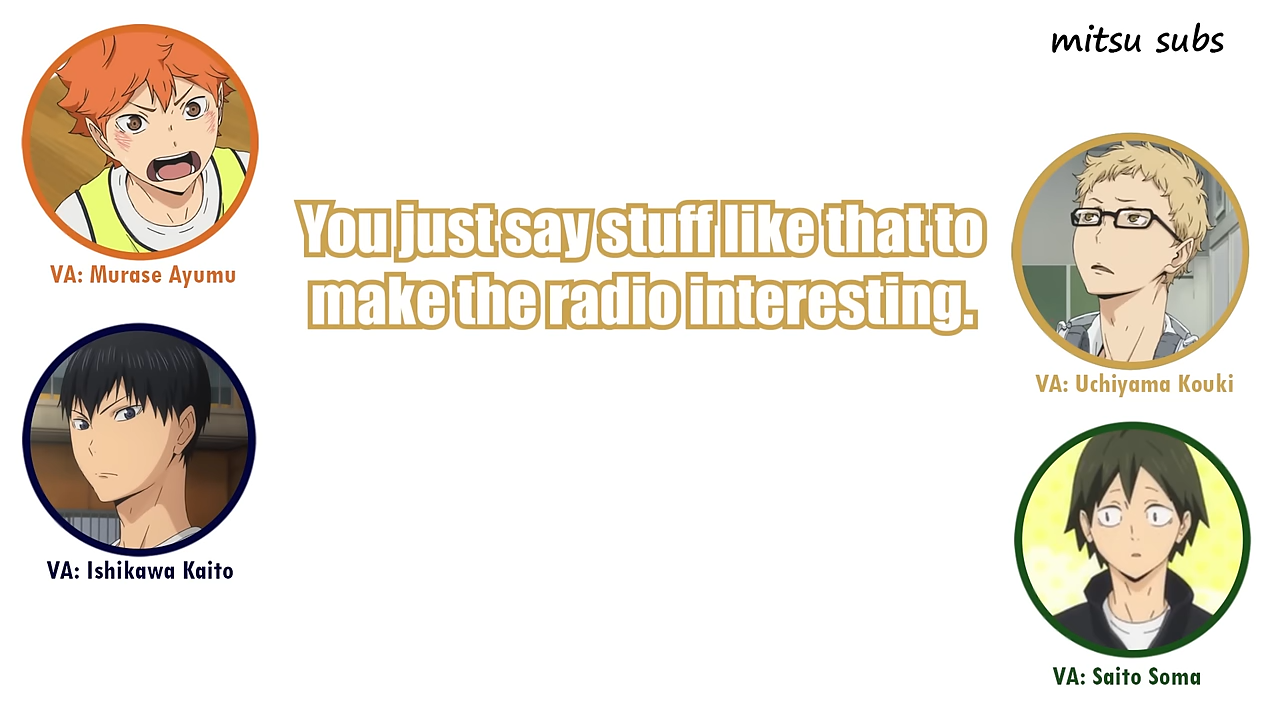 mitsu subs
VA: Murase Ayumu
You just say stuff like that to
make the radio interesting.
VA: Uchiyama Kouki
VA: Ishikawa Kaito
VA: Saito Soma